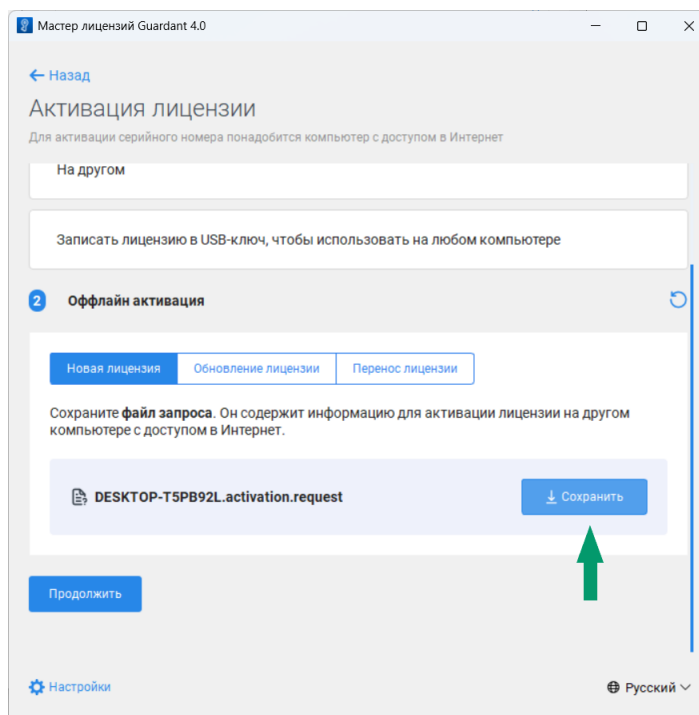 Мастер лицензий Guardant 4.0
Назад
Активация лицензии
Для активации серийного номера понадобится компьютер с доступом в Интернет
На другом
Записать лицензию в USB-ключ, чтобы использовать на любом компьютере
2 Оффлайн активация
Новая лицензия Обновление лицензии Перенос лицензии
Сохраните файл запроса. Он содержит информацию для активации лицензии на другом
компьютере с доступом в Интернет.
DESKTOP-T5PB92L.activation.request Сохранить
Продолжить
Настройки Русский